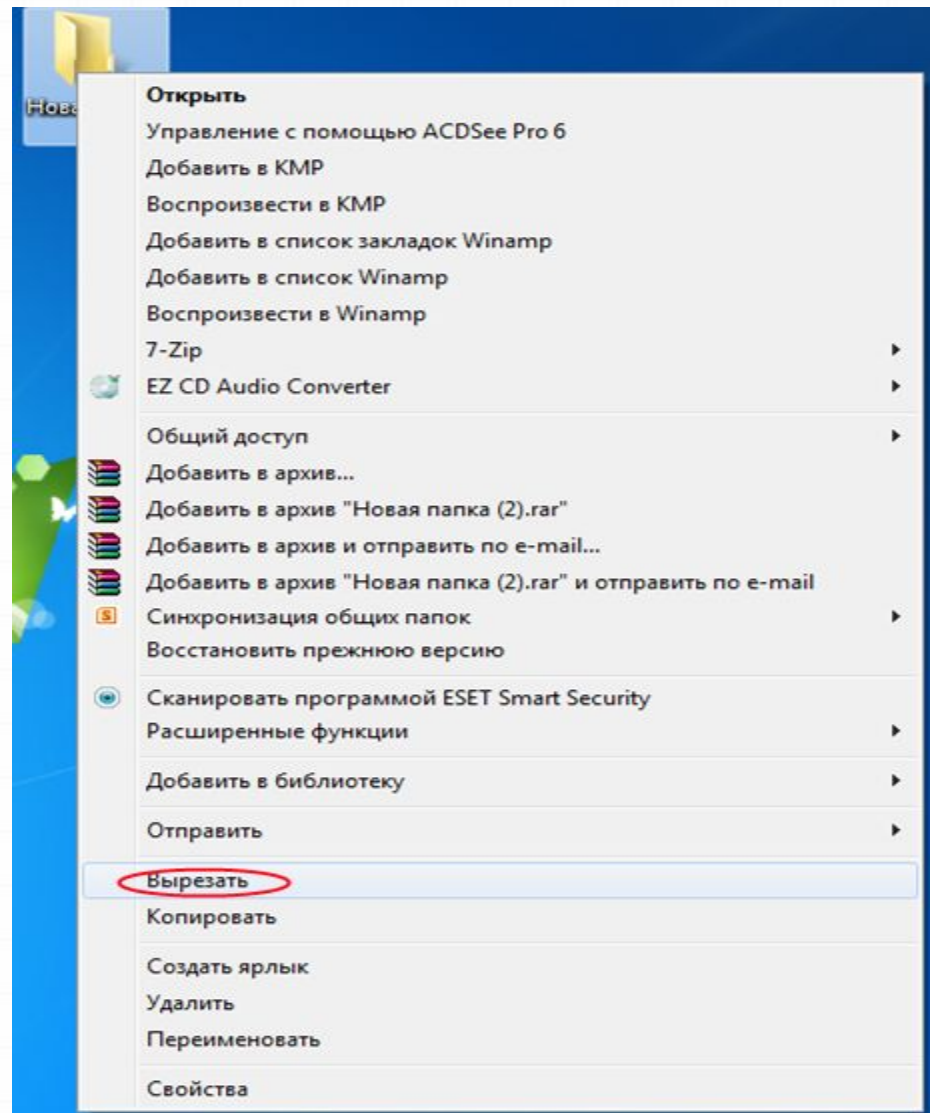 Нова
Открыть
Управление с помощью ACDSee Pro 6
Добавить в KMP
Воспроизвести в KMP
Добавить в список закладок Winamp
Добавить в список Winamp
Воспроизвести в Winamp
7-Zip
EZ CD Audio Converter
Общий доступ
Добавить в архив...
Добавить в архив "Новая папка (2).rar"
Добавить в архив и отправить по e-mail...
Добавить в архив "Новая папка (2).rar" и отправить по e-mail
S
Синхронизация общих папок
Восстановить прежнюю версию
Сканировать программой ESET Smart Security
Расширенные функции
Добавить в библиотеку
Отправить
Вырезать
Копировать
Создать ярлык
Удалить
Переименовать
Свойства